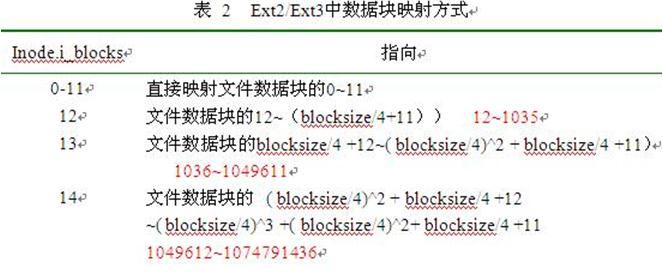 表 2 Ext2/Ext3中数据块映射方式
Inode.i_blocks 指向
0-11 直接映射文件数据块的0~11
12 文件数据块的12~（blocksize/4+11)） 12~1035
13 文件数据块的blocksize/4 +12~( blocksize/4)^2 + blocksize/4 +11)
1036~1049611
14 文件数据块的 ( blocksize/4)^2 + blocksize/4 +12
~( blocksize/4)^3 +( blocksize/4)^2+ blocksize/4 +11
1049612~1074791436